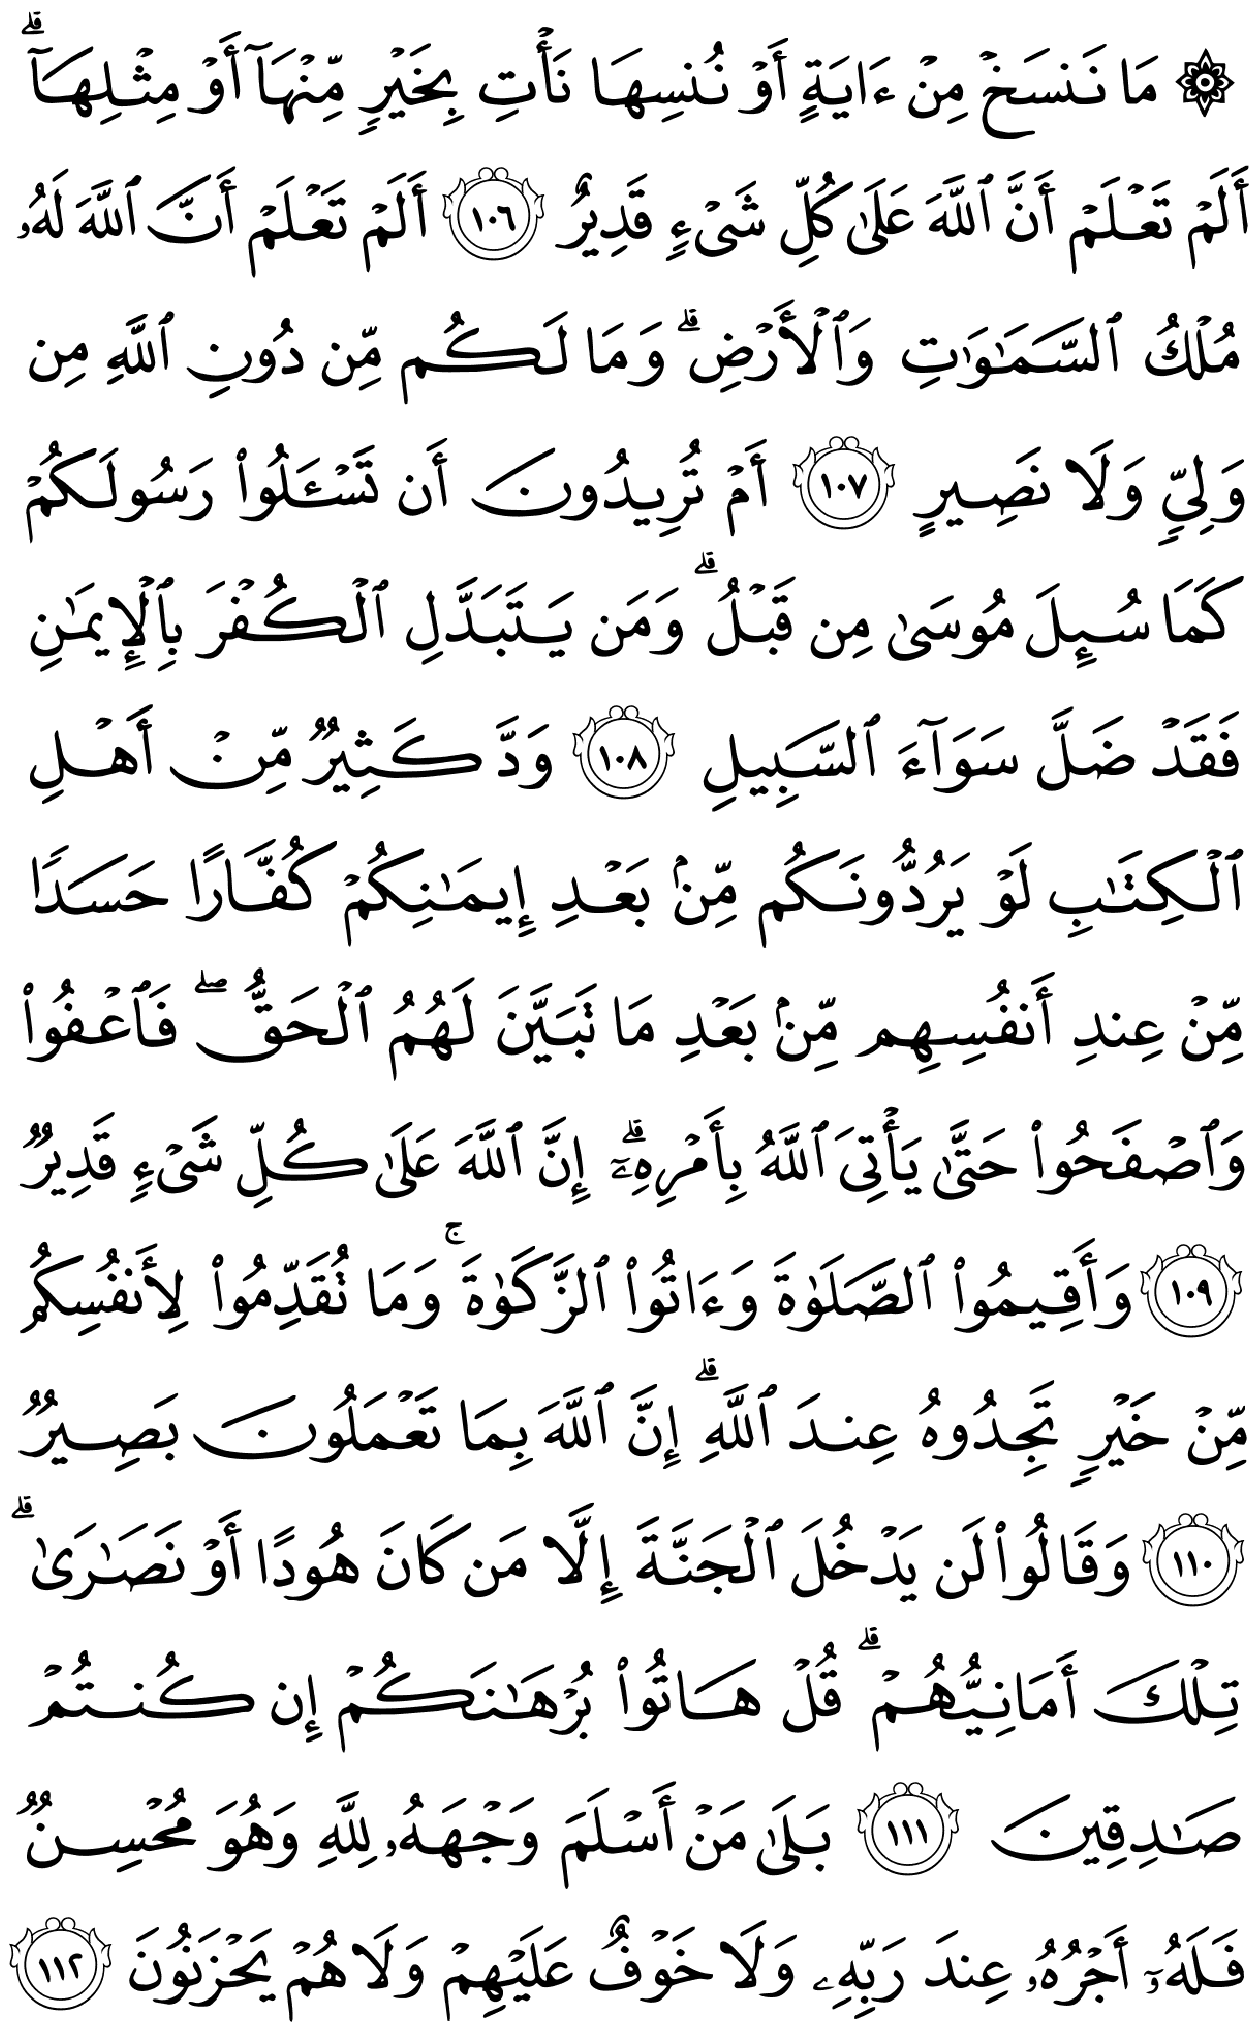 ۞ مَا نَنسَخۡ مِنۡ ءَايَةٍ أَوۡ نُنسِهَا نَأۡتِ بِخَيۡرٖ مِّنۡهَآ أَوۡ مِثۡلِهَآۗ
أَلَمۡ تَعۡلَمۡ أَنَّ ٱللَّهَ عَلَىٰ كُلِّ شَيۡءٖ قَدِيرٌ ١٠٦ أَلَمۡ تَعۡلَمۡ أَنَّ ٱللَّهَ لَهُۥ
مُلۡكُ ٱلسَّمَٰوَٰتِ وَٱلۡأَرۡضِۗ وَمَا لَكُم مِّن دُونِ ٱللَّهِ مِن
وَلِيّٖ وَلَا نَصِيرٍ ١٠٧ أَمۡ تُرِيدُونَ أَن تَسۡـَٔلُواْ رَسُولَكُمۡ
كَمَا سُئِلَ مُوسَىٰ مِن قَبۡلُۗ وَمَن يَتَبَدَّلِ ٱلۡكُفۡرَ بِٱلۡإِيمَٰنِ
فَقَدۡ ضَلَّ سَوَآءَ ٱلسَّبِيلِ ١٠٨ وَدَّ كَثِيرٞ مِّنۡ أَهۡلِ
ٱلۡكِتَٰبِ لَوۡ يَرُدُّونَكُم مِّنۢ بَعۡدِ إِيمَٰنِكُمۡ كُفَّارًا حَسَدٗا
مِّنۡ عِندِ أَنفُسِهِم مِّنۢ بَعۡدِ مَا تَبَيَّنَ لَهُمُ ٱلۡحَقُّۖ فَٱعۡفُواْ
وَٱصۡفَحُواْ حَتَّىٰ يَأۡتِيَ ٱللَّهُ بِأَمۡرِهِۦٓۗ إِنَّ ٱللَّهَ عَلَىٰ كُلِّ شَيۡءٖ قَدِيرٞ
١٠٩ وَأَقِيمُواْ ٱلصَّلَوٰةَ وَءَاتُواْ ٱلزَّكَوٰةَۚ وَمَا تُقَدِّمُواْ لِأَنفُسِكُم
مِّنۡ خَيۡرٖ تَجِدُوهُ عِندَ ٱللَّهِۗ إِنَّ ٱللَّهَ بِمَا تَعۡمَلُونَ بَصِيرٞ
١١٠ وَقَالُواْ لَن يَدۡخُلَ ٱلۡجَنَّةَ إِلَّا مَن كَانَ هُودًا أَوۡ نَصَٰرَىٰۗ
تِلۡكَ أَمَانِيُّهُمۡۗ قُلۡ هَاتُواْ بُرۡهَٰنَكُمۡ إِن كُنتُمۡ
صَٰدِقِينَ ١١١ بَلَىٰ مَنۡ أَسۡلَمَ وَجۡهَهُۥ لِلَّهِ وَهُوَ مُحۡسِنٞ
فَلَهُۥٓ أَجۡرُهُۥ عِندَ رَبِّهِۦ وَلَا خَوۡفٌ عَلَيۡهِمۡ وَلَا هُمۡ يَحۡزَنُونَ ١١٢